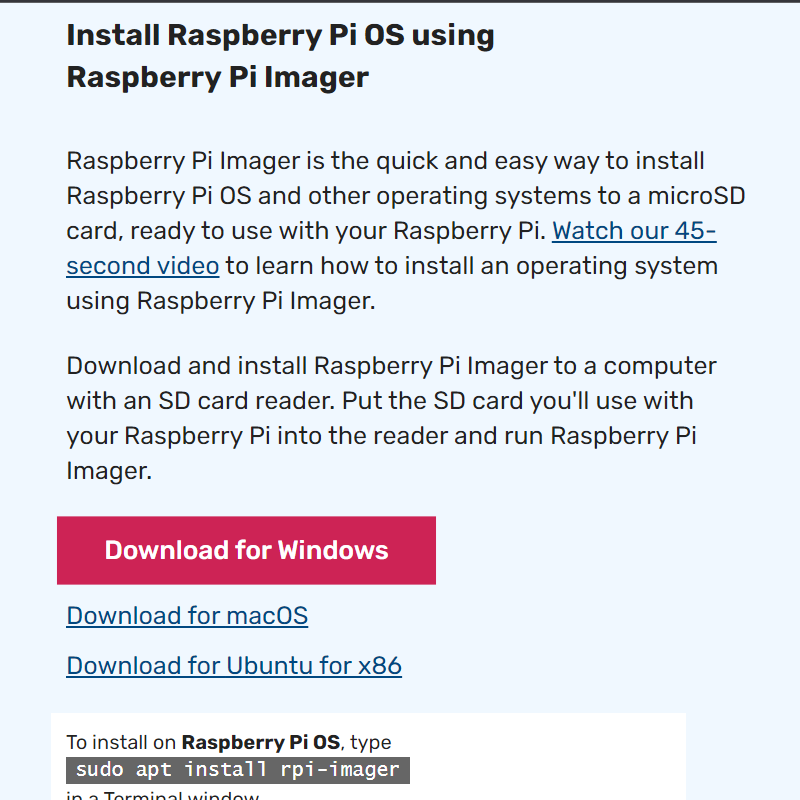 Install Raspberry Pi OS using
Raspberry Pi Imager
Raspberry Pi Imager is the quick and easy way to install
Raspberry Pi OS and other operating systems to a microSD
card, ready to use with your Raspberry Pi. Watch our 45-
second video to learn how to install an operating system
using Raspberry Pi Imager.
Download and install Raspberry Pi Imager to a computer
with an SD card reader. Put the SD card you'll use with
your Raspberry Pi into the reader and run Raspberry Pi
Imager.
Download for Windows
Download for macOS
Download for Ubuntu for x86
To install on Raspberry Pi OS, type
sudo apt install rpi-imager
in a Terminal window